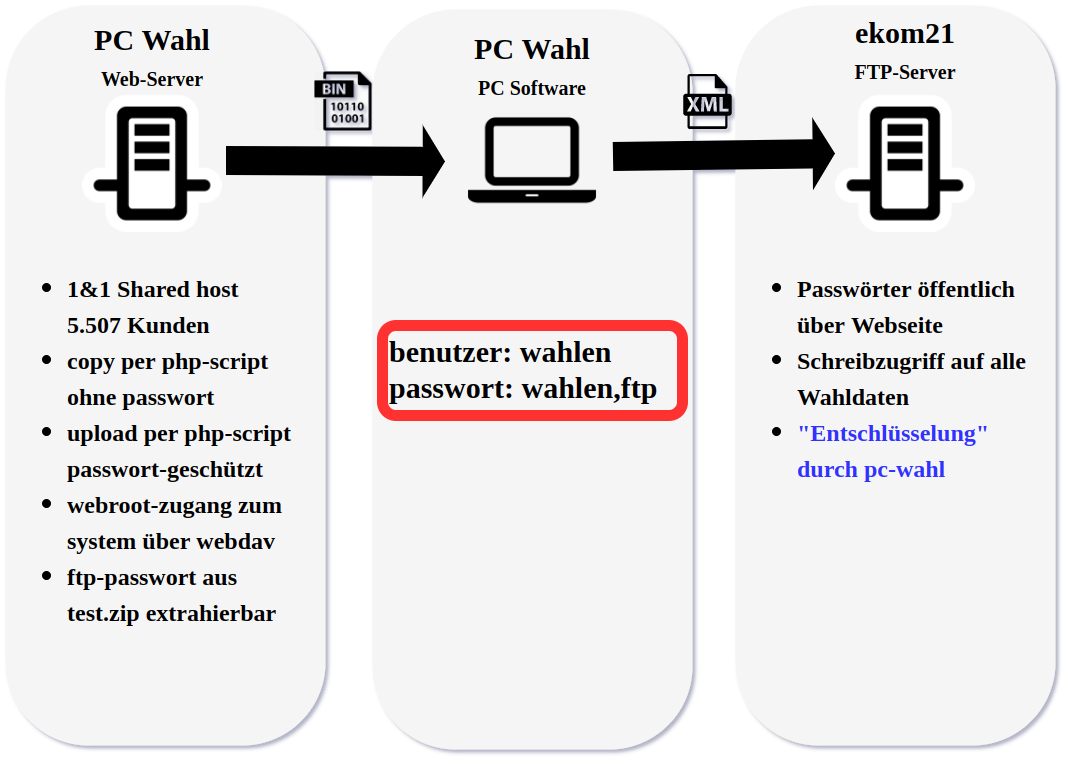 PC Wahl
Web-Server
BIN
10110
01001
1&1 Shared host
5.507 Kunden
copy per php-script
ohne passwort
upload per php-script
passwort-geschützt
webroot-zugang zum
system über webdav
ftp-passwort aus
test.zip extrahierbar
PC Wahl
PC Software
XML
benutzer: wahlen
passwort: wahlen,ftp
ekom21
FTP-Server
Passwörter öffentlich
über Webseite
Schreibzugriff auf alle
Wahldaten
"Entschlüsselung"
durch pc-wahl